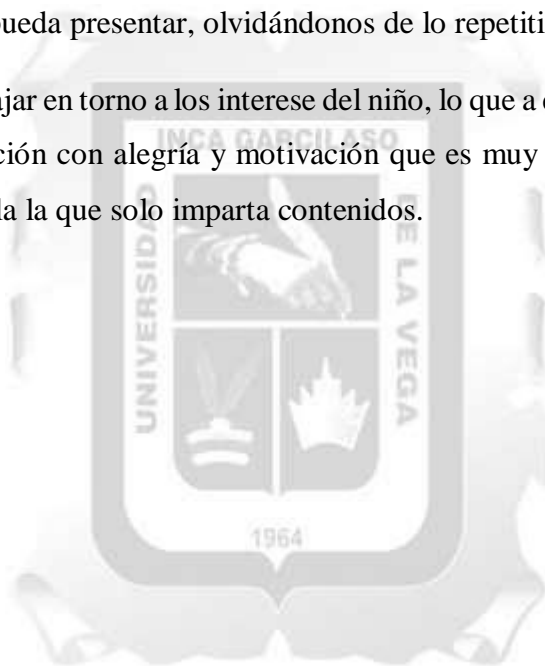 pueda presentar, olvidándonos de lo repetiti
ajar en torno a los interese del niño, lo que a
ción con alegría y motivación que es muy
la la que solo imparta contenidos.
INCA GARCILASO
UNIVERSIDAD
DE LA VEGA
1964